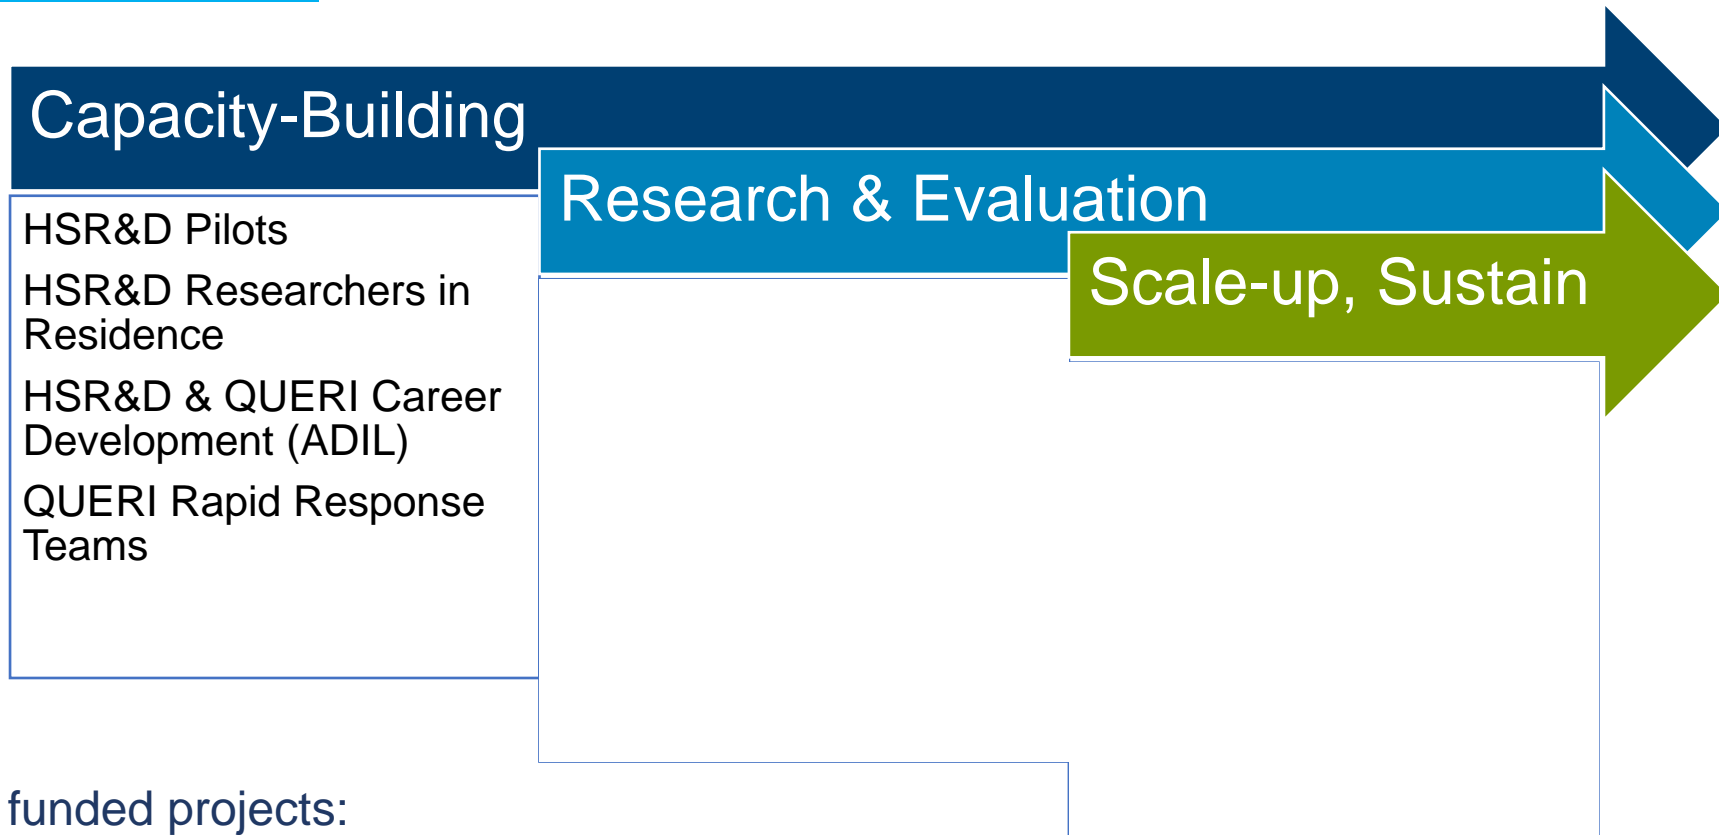 Capacity-Building
Research & Evaluation
Scale-up, Sustain
HSR&D Pilots
HSR&D Researchers in
Residence
HSR&D & QUERI Career
Development (ADIL)
QUERI Rapid Response
Teams
funded projects: